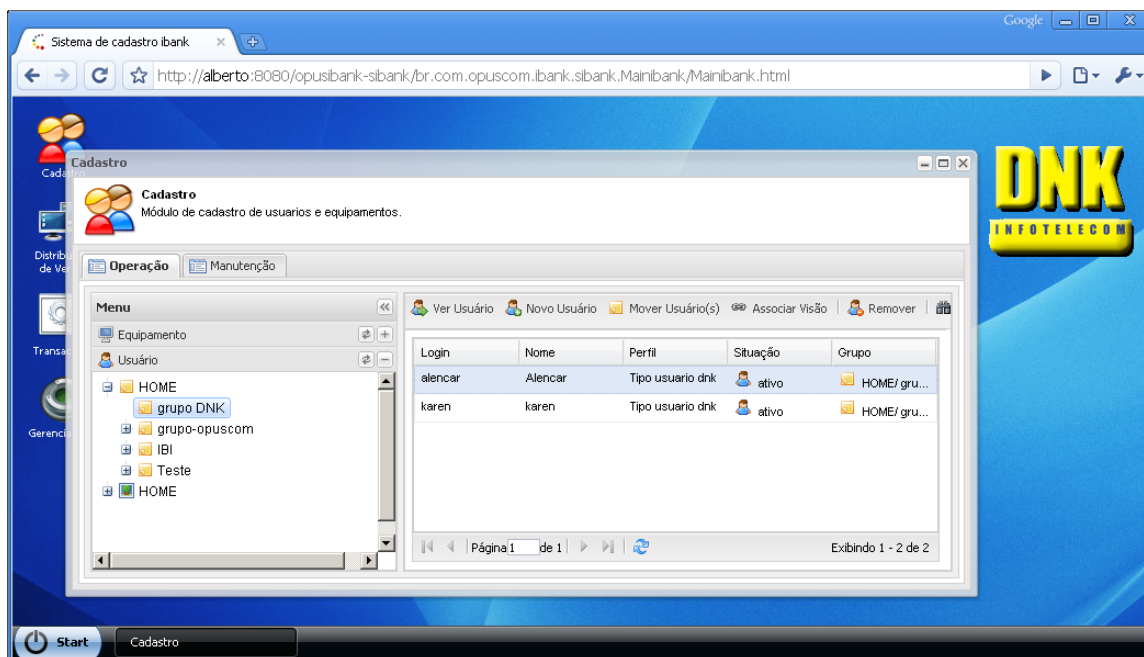 Google
Sistema de cadastro ibank
http://alberto:8080/opusibank-sibank/br.com.opuscom.ibank.sibank.Mainibank/Mainibank.html
DNK
INFOTELECOM
Cadastro
Cadastro
Módulo de cadastro de usuarios e equipamentos.
Operação Manutenção
Menu
Equipamento
Usuário
HOME
grupo DNK
grupo-opuscom
IBI
Teste
HOME
Ver Usuário Novo Usuário Mover Usuário(s) Associar Visão Remover
Login Nome Perfil Situação Grupo
alencar Alencar Tipo usuario dnk ativo HOME/ gru...
karen karen Tipo usuario dnk ativo HOME/ gru...
Página 1 de 1 Exibindo 1 - 2 de 2
Start Cadastro